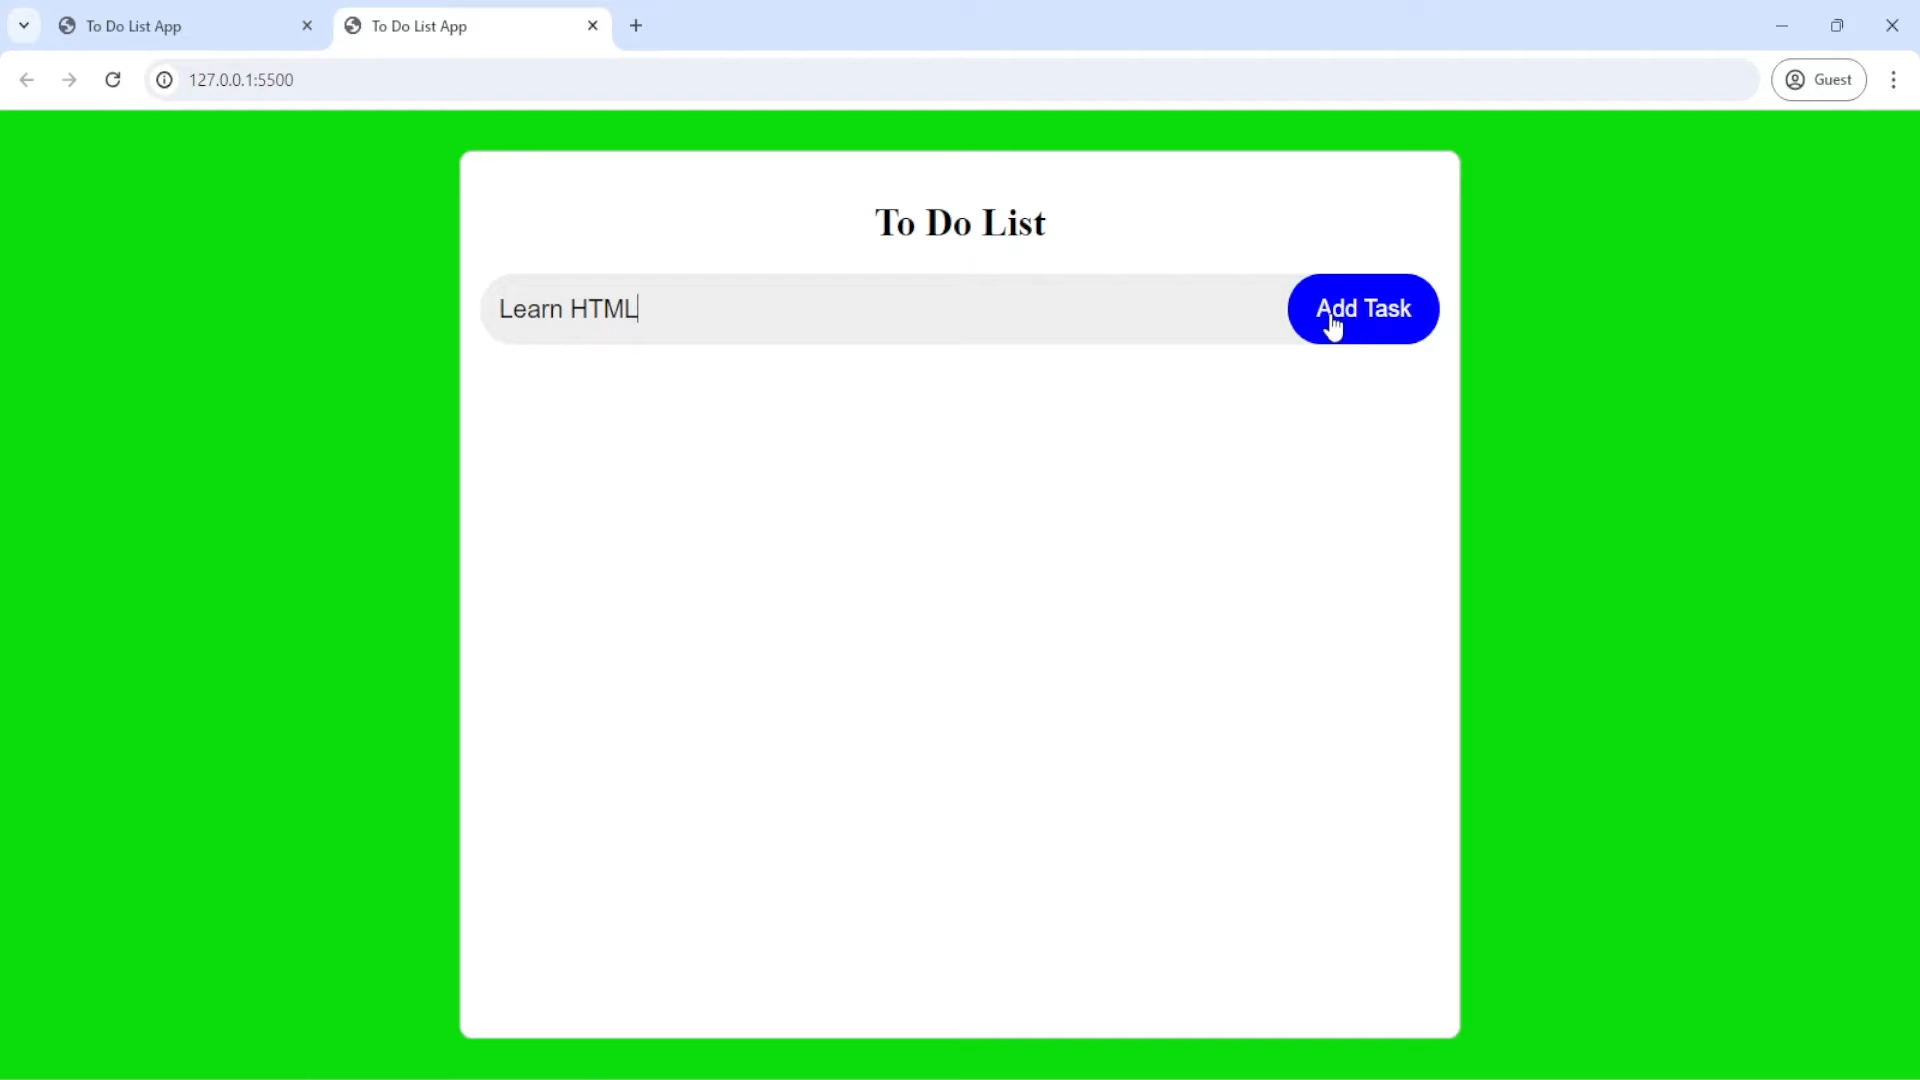 To Do List App
To Do List App
127.0.0.1:5500
Guest
To Do List
Learn HTML
Add Task